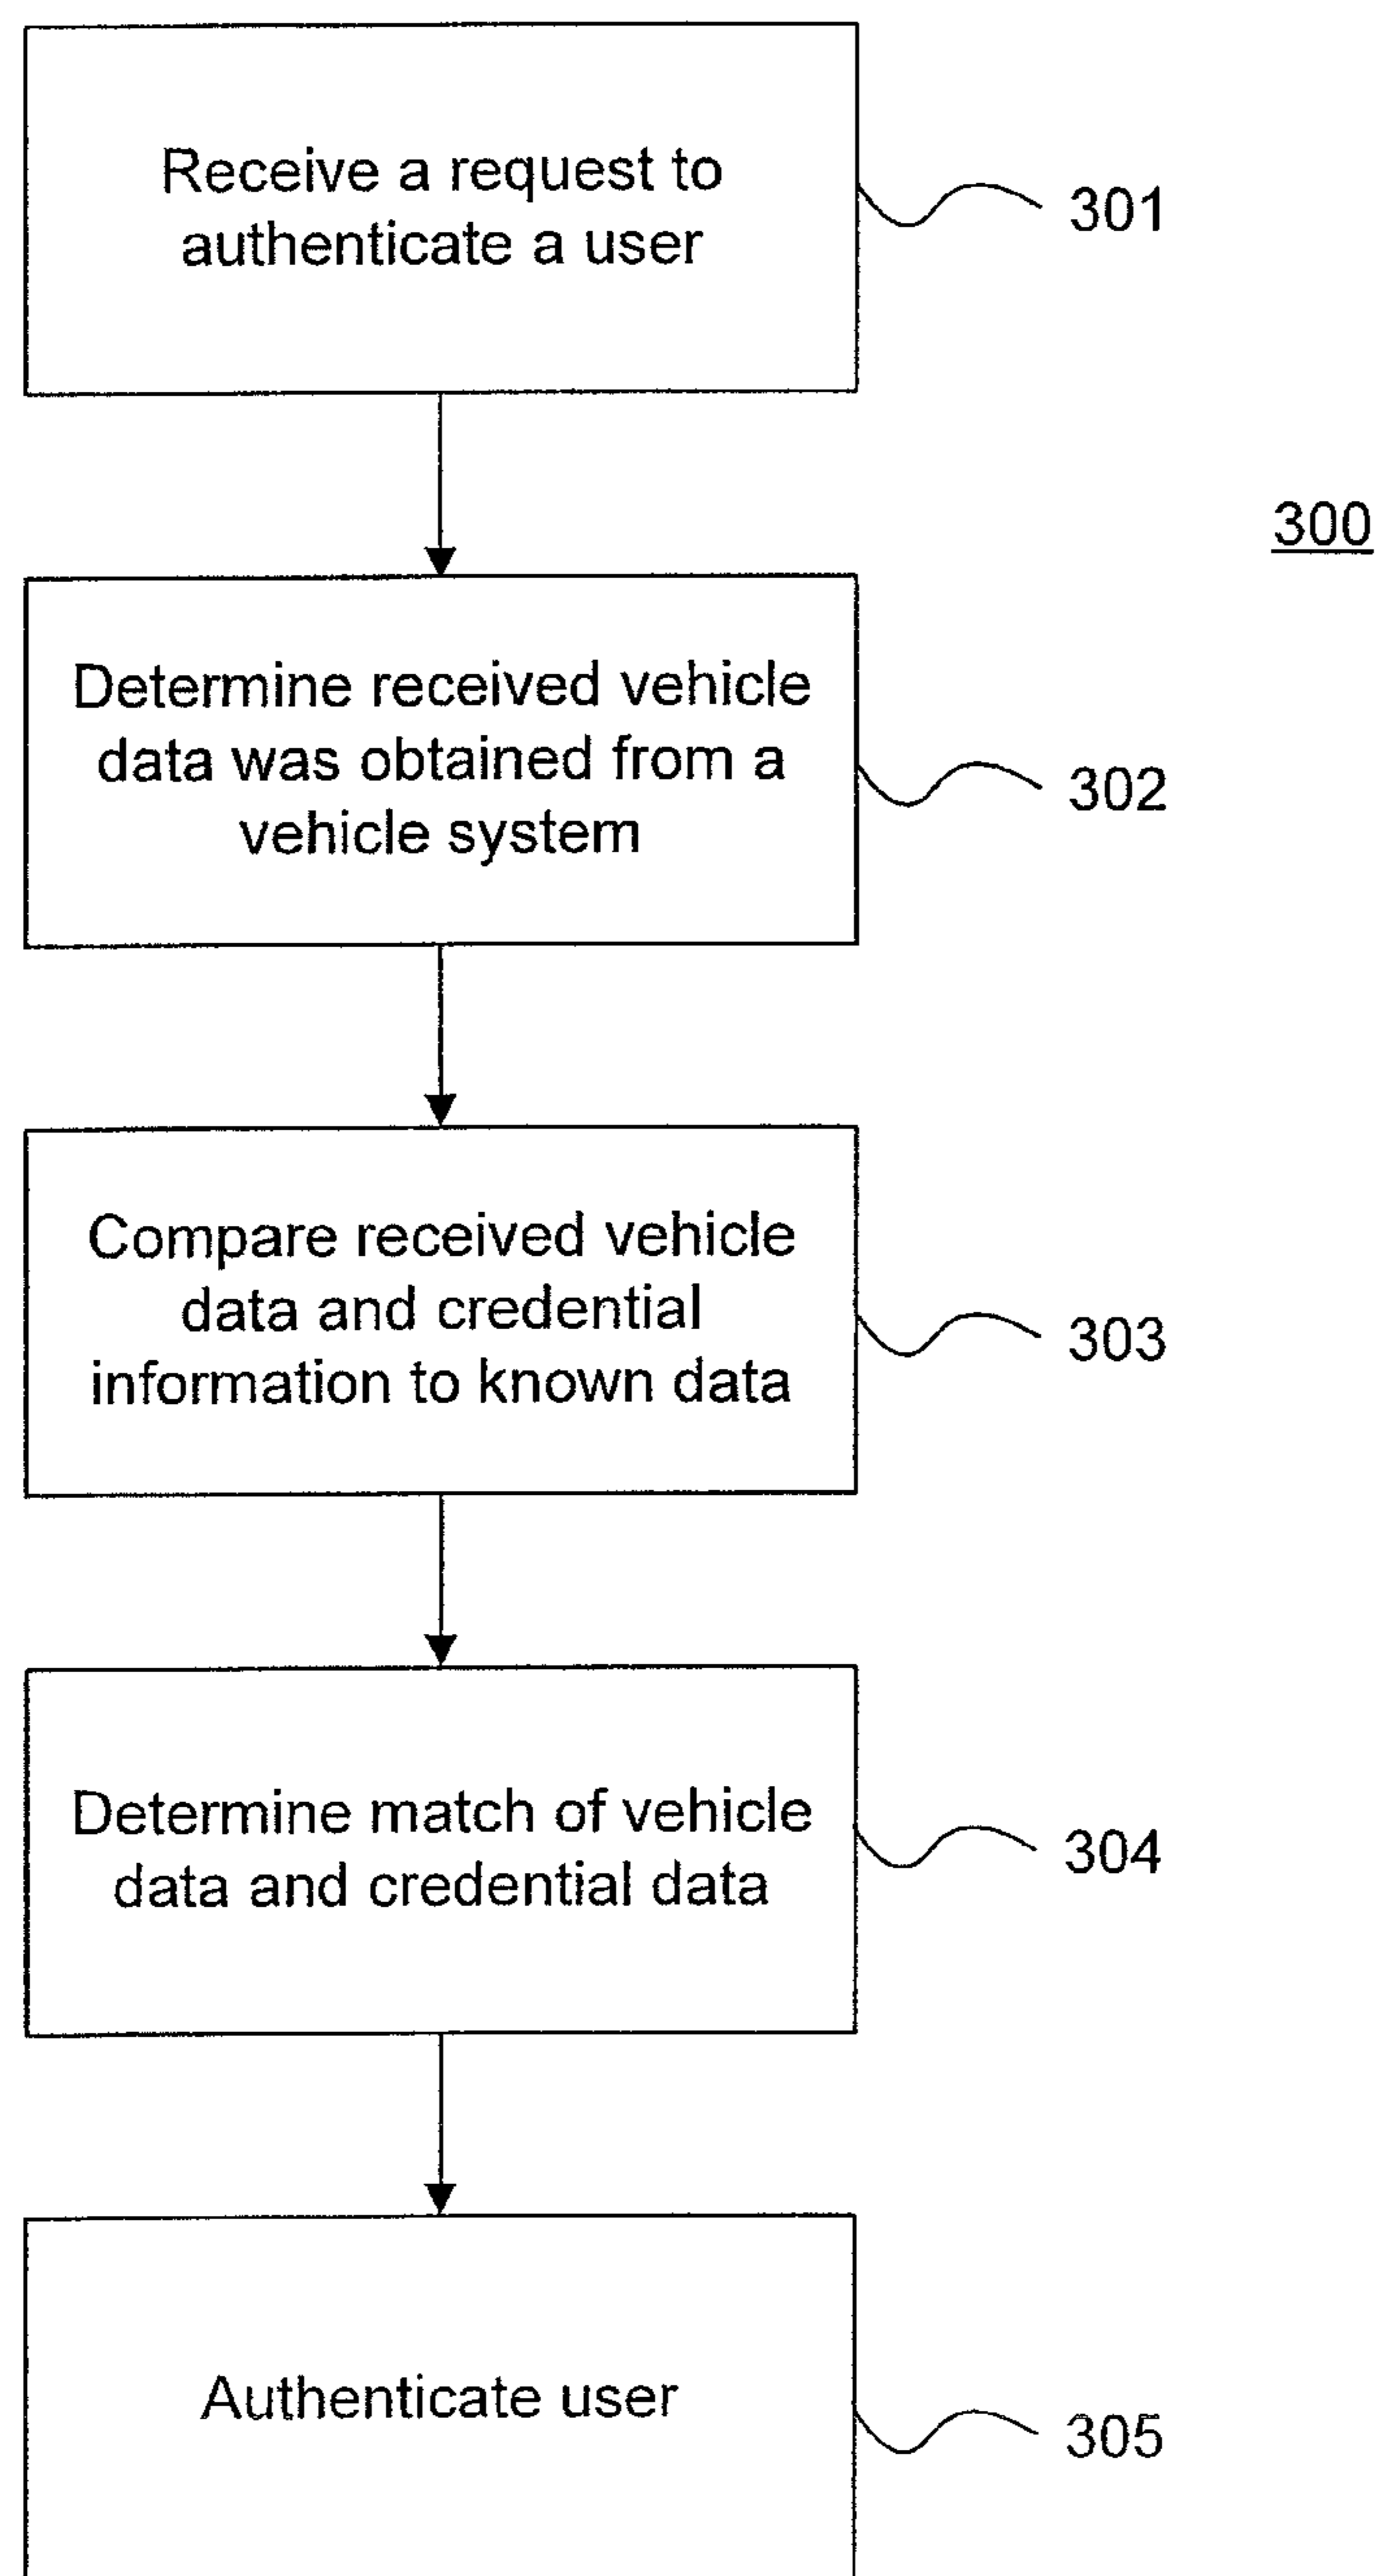 Receive a request to
authenticate a user
301
300
Determine received vehicle
data was obtained from a
vehicle system
302
Compare received vehicle
data and credential
information to known data
303
Determine match of vehicle
data and credential data
304
Authenticate user
305